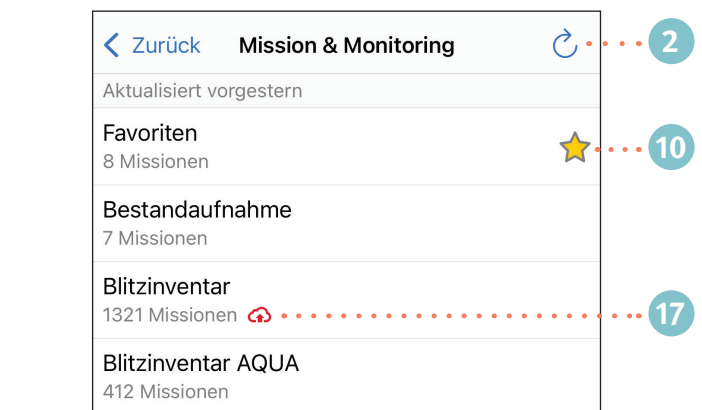 Zurück Mission & Monitoring 2
Aktualisiert vorgestern
Favoriten
8 Missionen 10
Bestandaufnahme
7 Missionen
Blitzinventar
1321 Missionen 17
Blitzinventar AQUA
412 Missionen